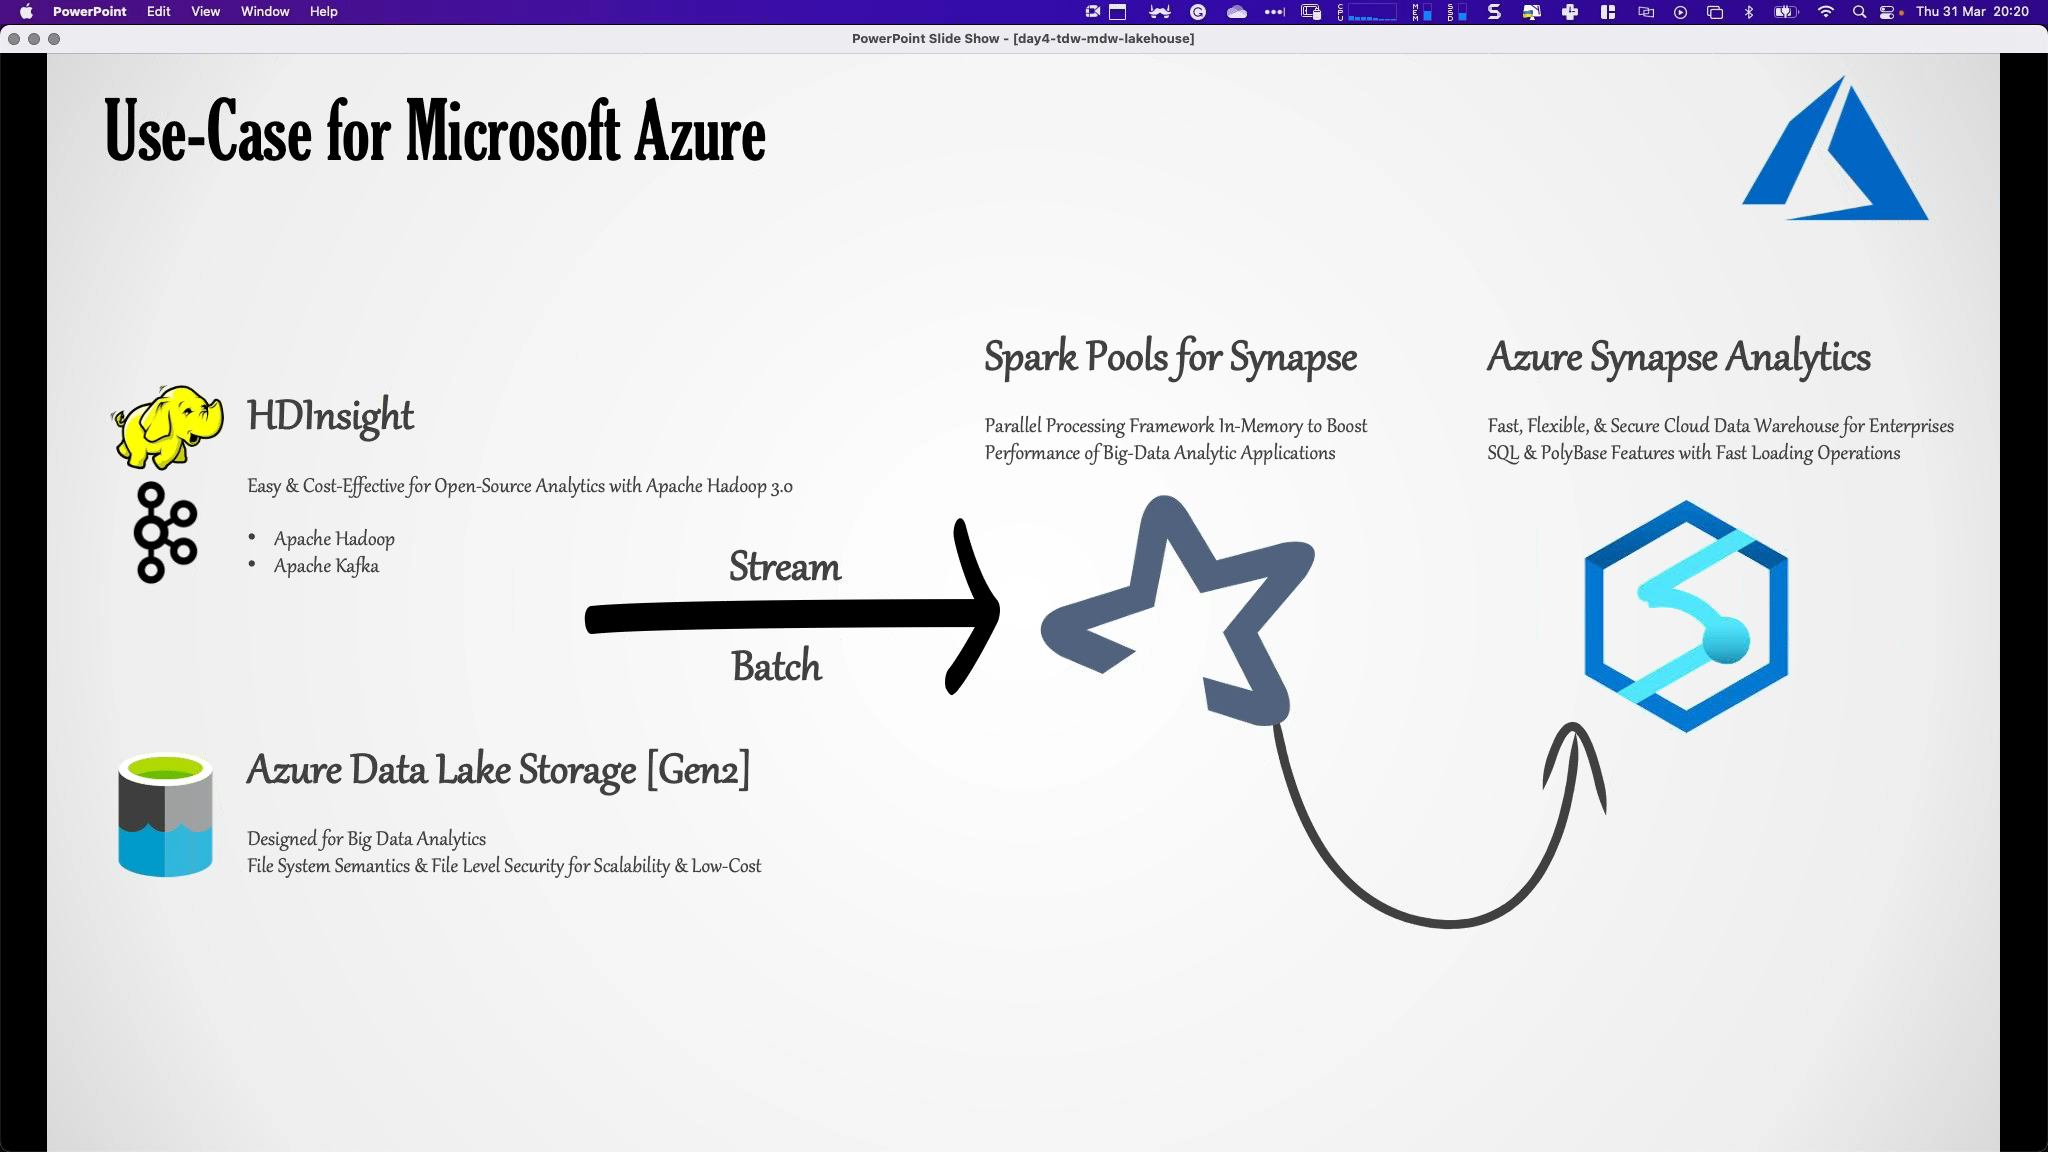 PowerPoint Edit View Window Help
Thu 31 Mar 20:20
PowerPoint Slide Show - [day4-tdw-mdw-lakehouse]
Use-Case for Microsoft Azure
HDInsight
Easy & Cost-Effective for Open-Source Analytics with Apache Hadoop 3.0
• Apache Hadoop
• Apache Kafka
Stream
Batch
Azure Data Lake Storage [Gen2]
Designed for Big Data Analytics
File System Semantics & File Level Security for Scalability & Low-Cost
Spark Pools for Synapse
Parallel Processing Framework In-Memory to Boost
Performance of Big-Data Analytic Applications
Azure Synapse Analytics
Fast, Flexible, & Secure Cloud Data Warehouse for Enterprises
SQL & PolyBase Features with Fast Loading Operations